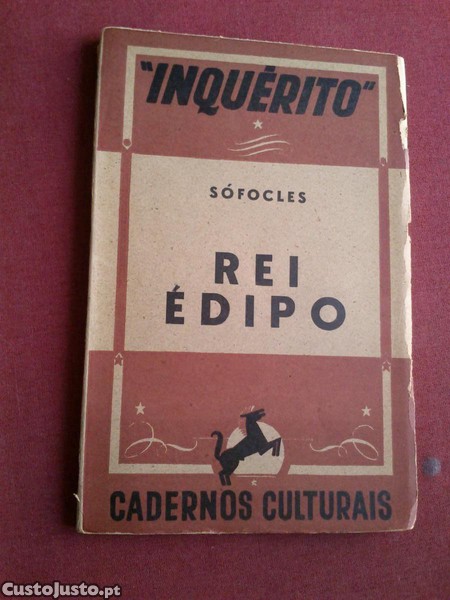 "INQUÉRITO"
SÓFOCLES
REI
ÉDIPO
CADERNOS CULTURAIS
CustoJusto.pt